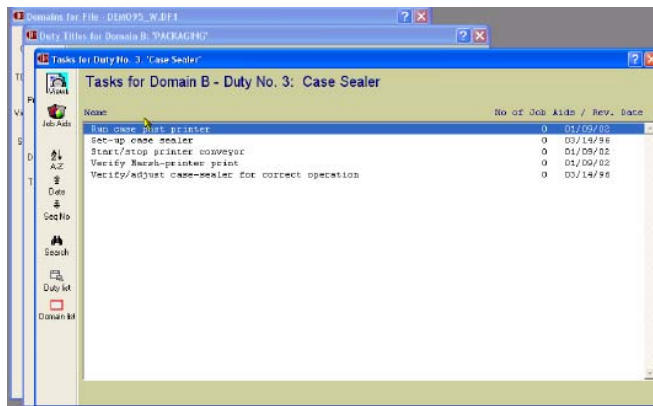 Domains for File - DEMO95_W.DF1
Duty Titles for Domain B: 'PACKAGING'
Tasks for Duty No. 3. 'Case Sealer'
Tasks for Domain B - Duty No. 3: Case Sealer
Name No of Job Aids / Rev. Date
Run case past printer 0 01/09/02
Set-up case sealer 0 03/14/96
Start/stop printer conveyor 0 01/09/02
Verify Marsh-printer print 0 01/09/02
Verify/adjust case-sealer for correct operation 0 03/14/96
Views
Job Aids
A.Z
Date
Seq No
Search
Duty list
Domain list